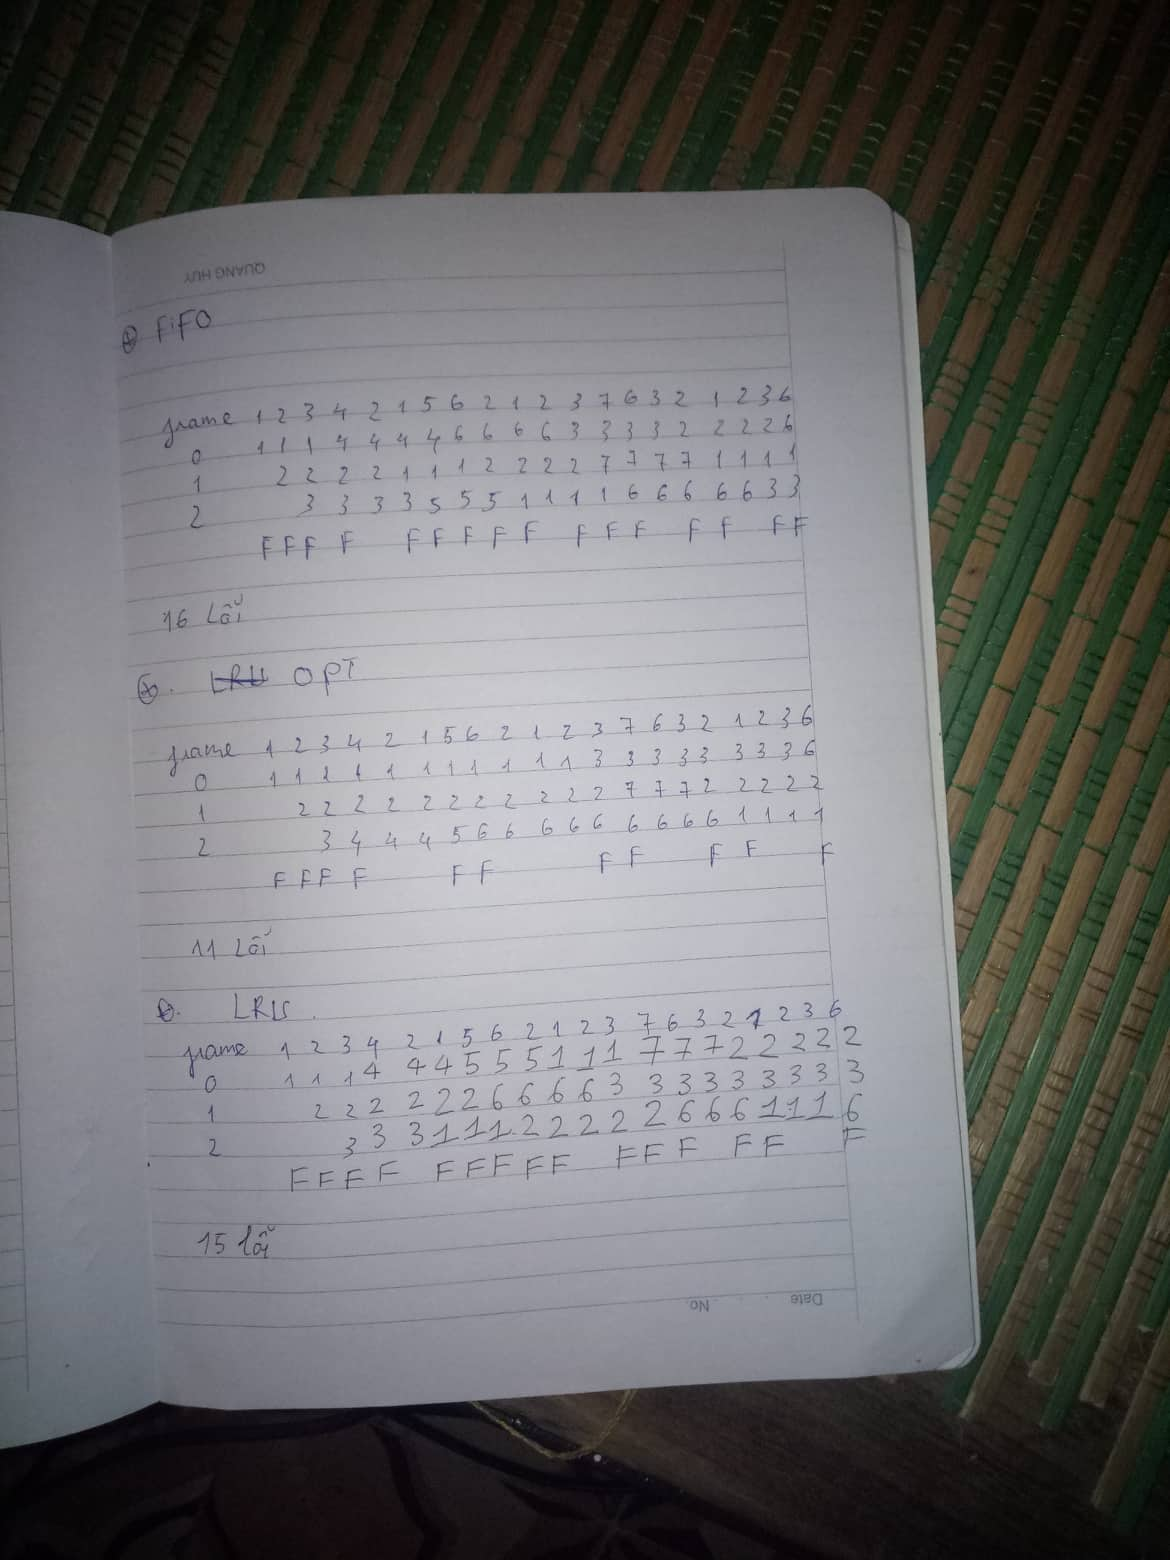 QUANG HUY
⊕ FiFO
frame 1 2 3 4 2 1 5 6 2 1 2 3 7 6 3 2 1 2 3 6
0 1 1 1 4 4 4 4 6 6 6 6 3 3 3 3 2 2 2 2 6
1 2 2 2 2 1 1 1 2 2 2 2 7 7 7 7 1 1 1 1
2 3 3 3 3 5 5 5 1 1 1 1 6 6 6 6 6 3 3
F F F F F F F F F F F F F F F F
16 Lỗi
⊕. LRU OPT
frame 1 2 3 4 2 1 5 6 2 1 2 3 7 6 3 2 1 2 3 6
0 1 1 1 1 1 1 1 1 1 1 1 3 3 3 3 3 3 3 3 6
1 2 2 2 2 2 2 2 2 2 2 2 7 7 7 2 2 2 2 2
2 3 4 4 4 5 6 6 6 6 6 6 6 6 6 1 1 1 1
F F F F F F F F F F F
11 Lỗi
⊕. LRU.
frame 1 2 3 4 2 1 5 6 2 1 2 3 7 6 3 2 1 2 3 6
0 1 1 1 4 4 4 5 5 5 1 1 1 7 7 7 2 2 2 2 2
1 2 2 2 2 2 2 6 6 6 6 3 3 3 3 3 3 3 3 3
2 3 3 3 1 1 1 2 2 2 2 2 6 6 6 1 1 1 6
F F F F F F F F F F F F F F F
15 lỗi
Date No.